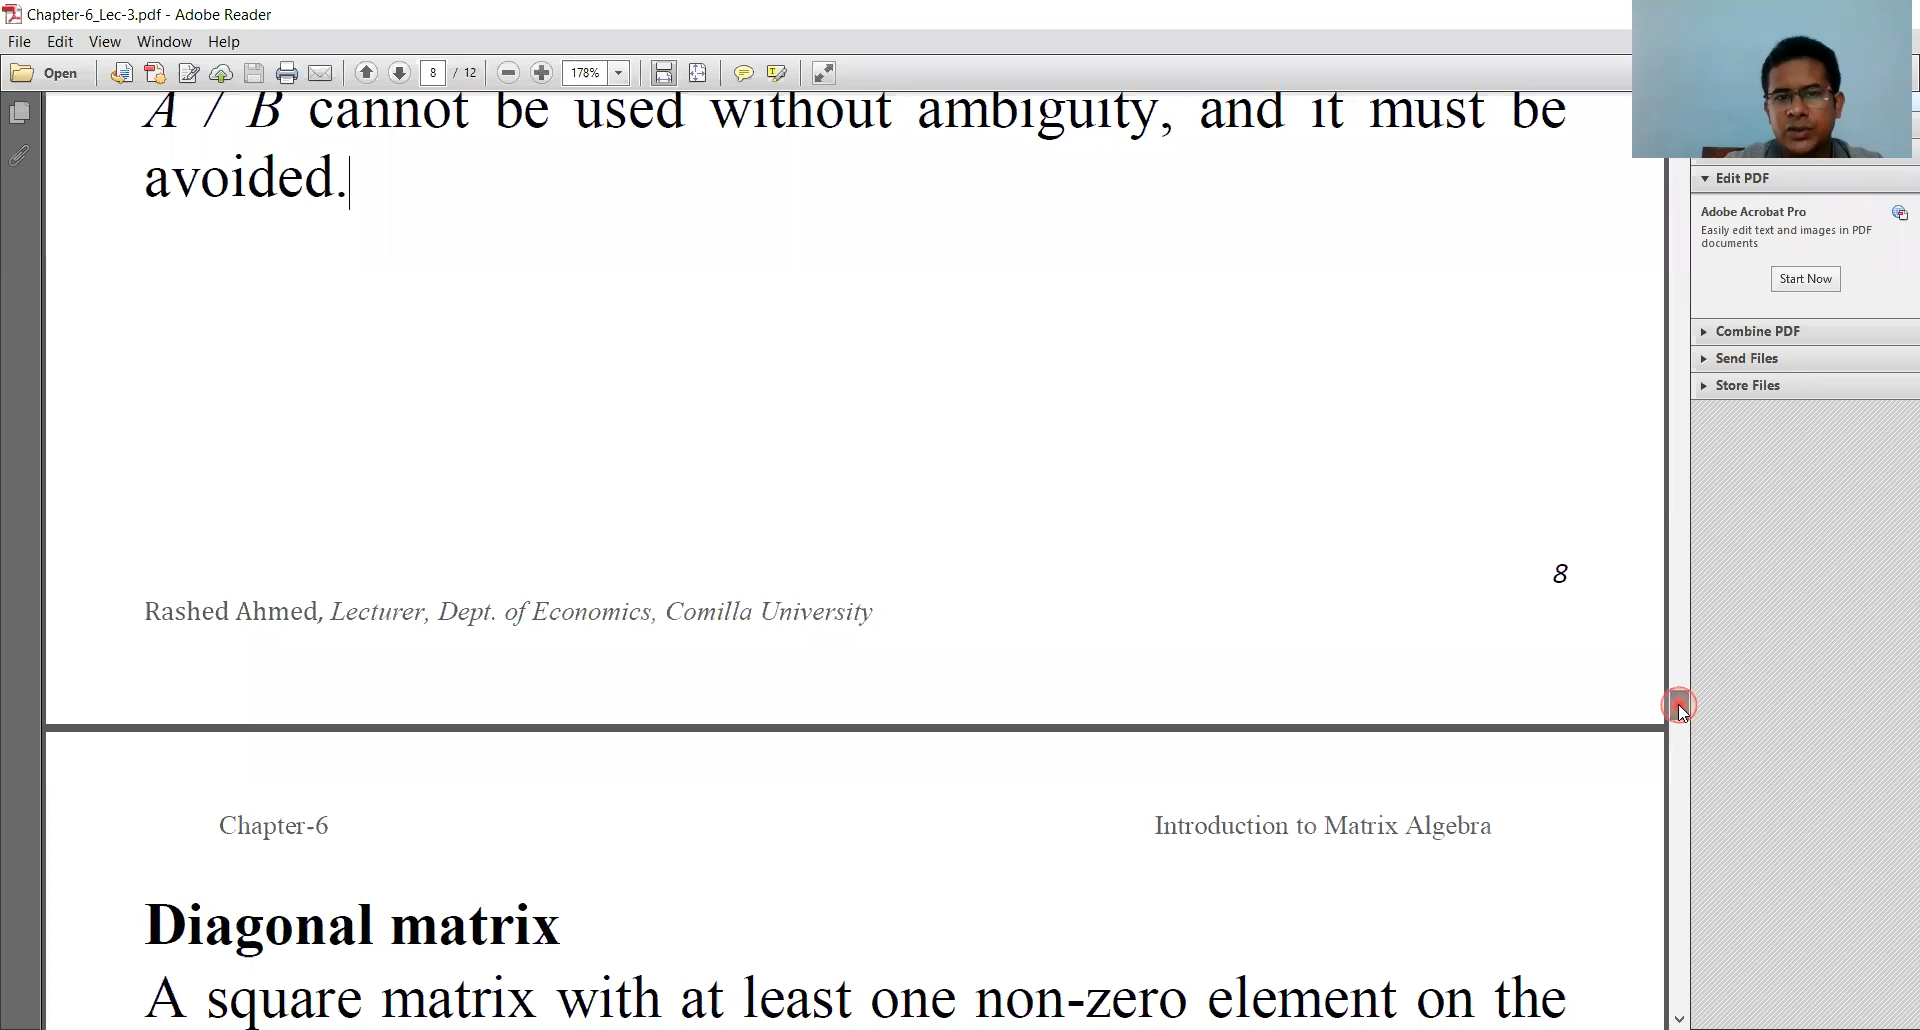 Chapter-6_Lec-3.pdf - Adobe Reader
File Edit View Window Help
Open 8 / 12 178%
A / B cannot be used without ambiguity, and it must be
avoided.
8
Rashed Ahmed, Lecturer, Dept. of Economics, Comilla University
Chapter-6 Introduction to Matrix Algebra
Diagonal matrix
A square matrix with at least one non-zero element on the
Edit PDF
Adobe Acrobat Pro
Easily edit text and images in PDF
documents
Start Now
Combine PDF
Send Files
Store Files